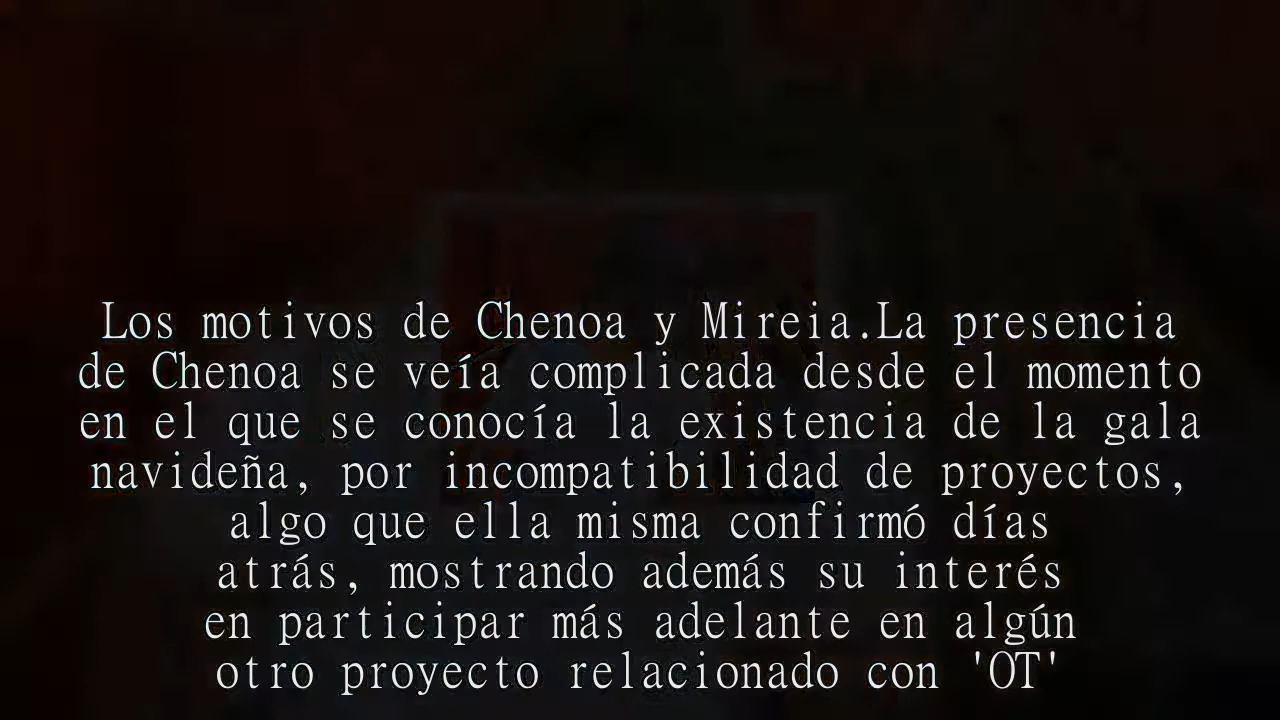 Los motivos de Chenoa y Mireia.La presencia
de Chenoa se veía complicada desde el momento
en el que se conocía la existencia de la gala
navideña, por incompatibilidad de proyectos,
algo que ella misma confirmó días
atrás, mostrando además su interés
en participar más adelante en algún
otro proyecto relacionado con 'OT'